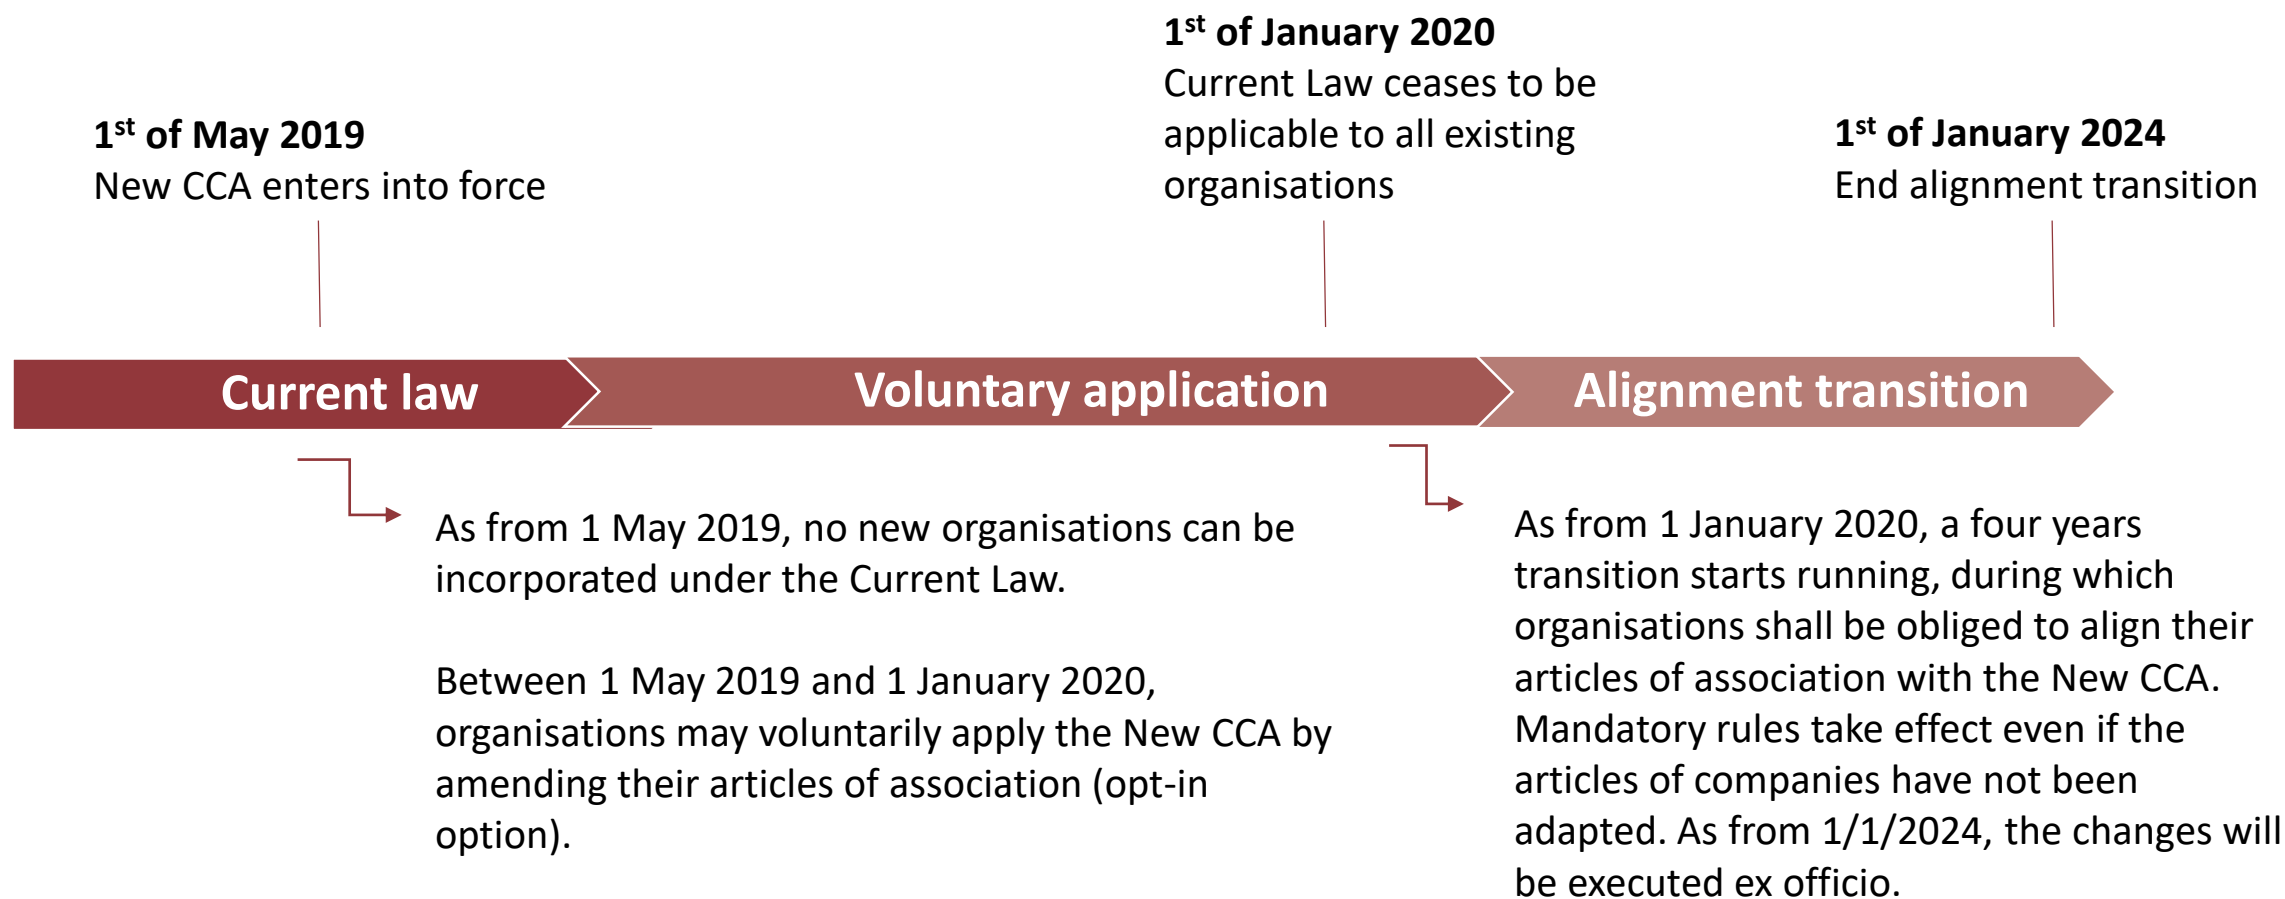 1st of May 2019
New CCA enters into force
1st of January 2020
Current Law ceases to be
applicable to all existing
organisations
1st of January 2024
End alignment transition
Current law
Voluntary application
Alignment transition
As from 1 May 2019, no new organisations can be
incorporated under the Current Law.
Between 1 May 2019 and 1 January 2020,
organisations may voluntarily apply the New CCA by
amending their articles of association (opt-in
option).
As from 1 January 2020, a four years
transition starts running, during which
organisations shall be obliged to align their
articles of association with the New CCA.
Mandatory rules take effect even if the
articles of companies have not been
adapted. As from 1/1/2024, the changes will
be executed ex officio.